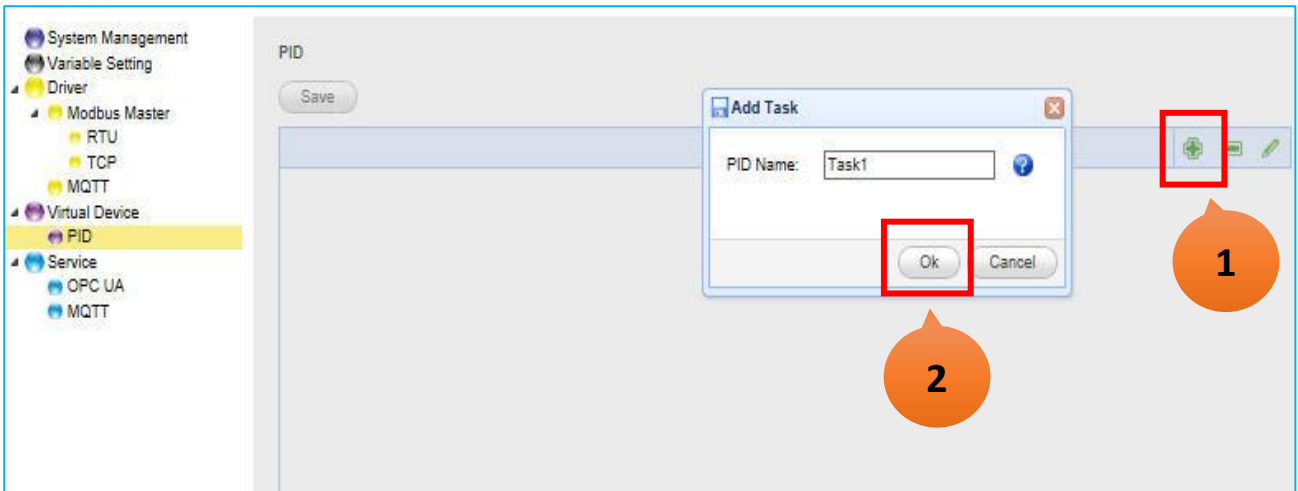 System Management
Variable Setting
Driver
Modbus Master
RTU
TCP
MQTT
Virtual Device
PID
Service
OPC UA
MQTT
PID
Save
Add Task
PID Name: Task1
Ok Cancel
1
2